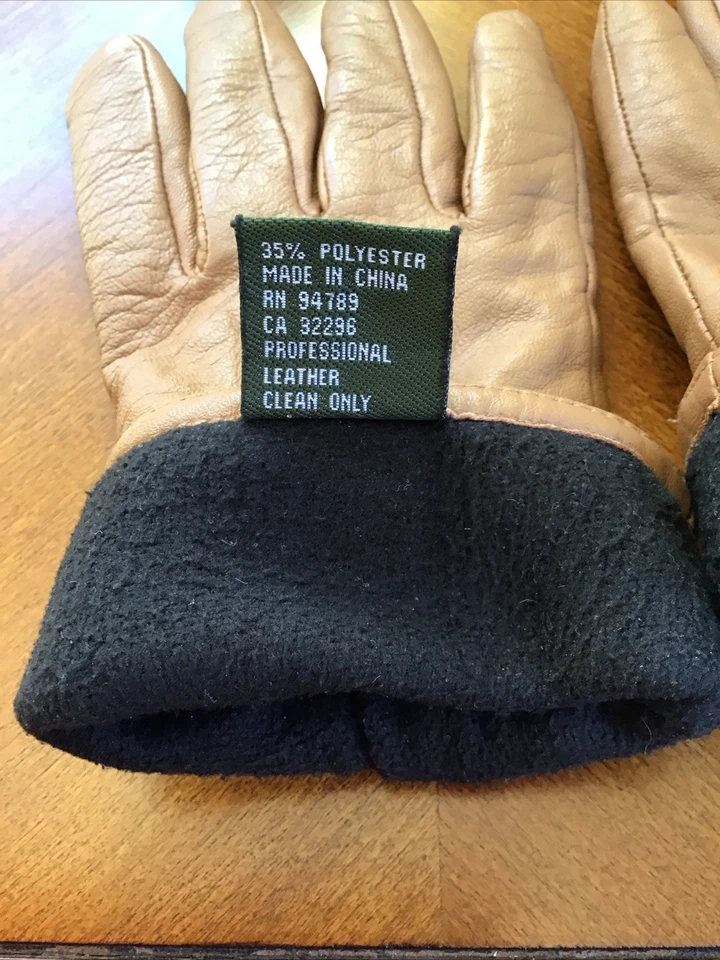 35% POLYESTER
MADE IN CHINA
RN 94789
CA 32296
PROFESSIONAL
LEATHER
CLEAN ONLY